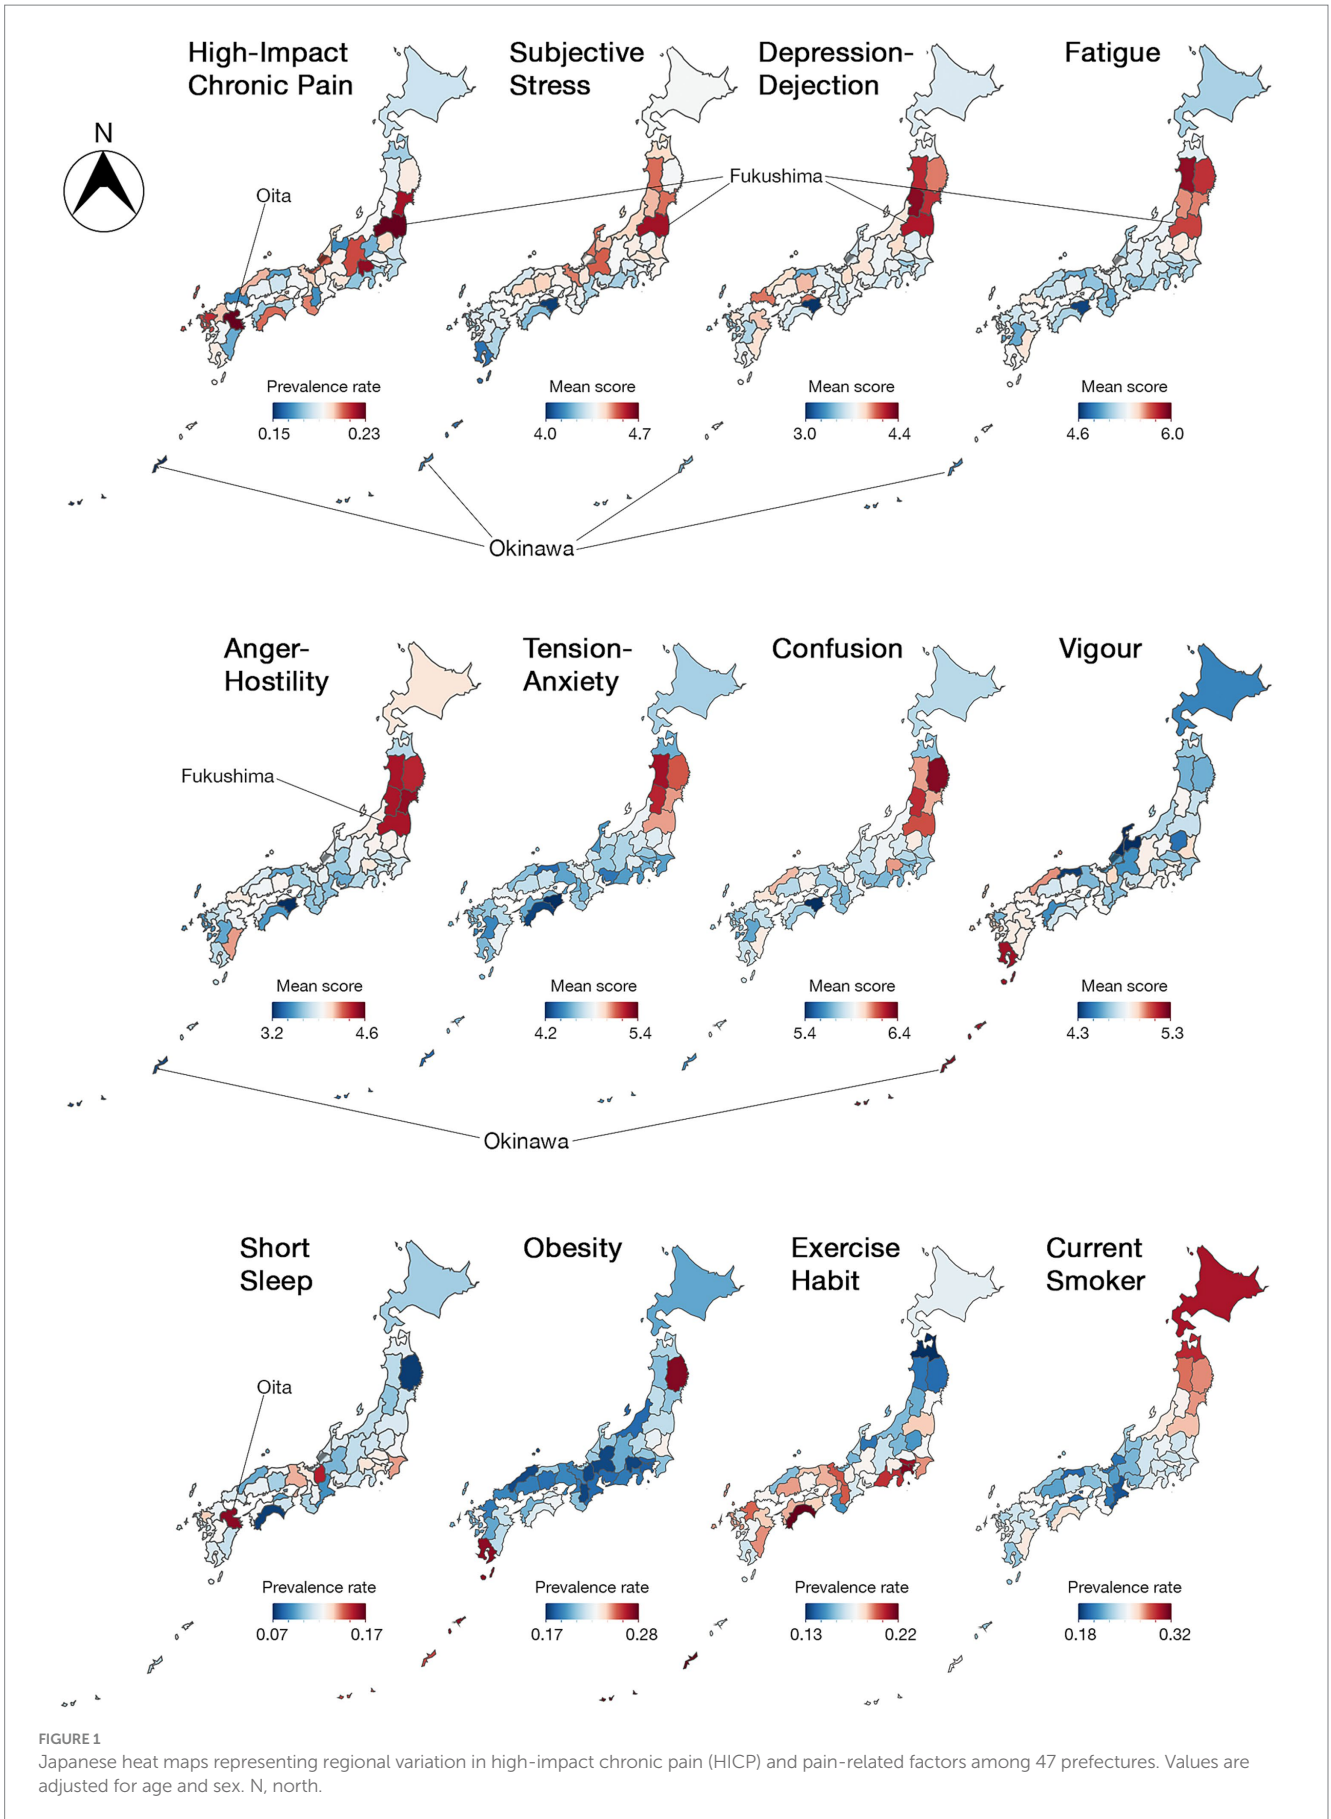 High-Impact
Chronic Pain
Subjective
Stress
Depression-
Dejection
Fatigue
N
Oita
Fukushima
Prevalence rate
0.15 0.23
Mean score
4.0 4.7
Mean score
3.0 4.4
Mean score
4.6 6.0
Okinawa
Anger-
Hostility
Tension-
Anxiety
Confusion
Vigour
Fukushima
Mean score
3.2 4.6
Mean score
4.2 5.4
Mean score
5.4 6.4
Mean score
4.3 5.3
Okinawa
Short
Sleep
Obesity
Exercise
Habit
Current
Smoker
Oita
Prevalence rate
0.07 0.17
Prevalence rate
0.17 0.28
Prevalence rate
0.13 0.22
Prevalence rate
0.18 0.32
FIGURE 1
Japanese heat maps representing regional variation in high-impact chronic pain (HICP) and pain-related factors among 47 prefectures. Values are
adjusted for age and sex. N, north.